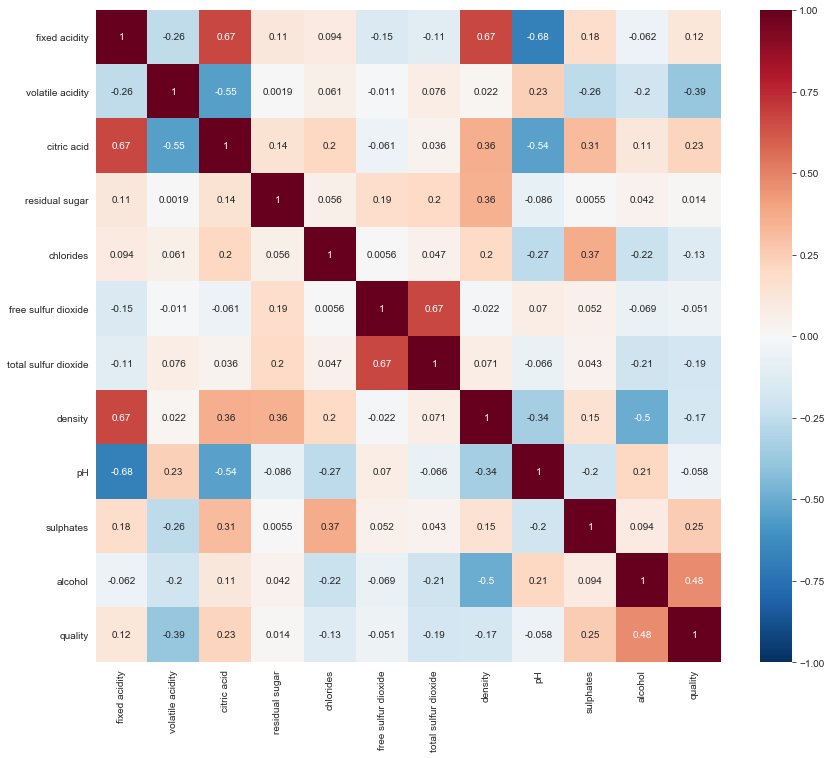 fixed acidity 1 -0.26 0.67 0.11 0.094 -0.15 -0.11 0.67 -0.68 0.18 -0.062 0.12
volatile acidity -0.26 1 -0.55 0.0019 0.061 -0.011 0.076 0.022 0.23 -0.26 -0.2 -0.39
citric acid 0.67 -0.55 1 0.14 0.2 -0.061 0.036 0.36 -0.54 0.31 0.11 0.23
residual sugar 0.11 0.0019 0.14 1 0.056 0.19 0.2 0.36 -0.086 0.0055 0.042 0.014
chlorides 0.094 0.061 0.2 0.056 1 0.0056 0.047 0.2 -0.27 0.37 -0.22 -0.13
free sulfur dioxide -0.15 -0.011 -0.061 0.19 0.0056 1 0.67 -0.022 0.07 0.052 -0.069 -0.051
total sulfur dioxide -0.11 0.076 0.036 0.2 0.047 0.67 1 0.071 -0.066 0.043 -0.21 -0.19
density 0.67 0.022 0.36 0.36 0.2 -0.022 0.071 1 -0.34 0.15 -0.5 -0.17
pH -0.68 0.23 -0.54 -0.086 -0.27 0.07 -0.066 -0.34 1 -0.2 0.21 -0.058
sulphates 0.18 -0.26 0.31 0.0055 0.37 0.052 0.043 0.15 -0.2 1 0.094 0.25
alcohol -0.062 -0.2 0.11 0.042 -0.22 -0.069 -0.21 -0.5 0.21 0.094 1 0.48
quality 0.12 -0.39 0.23 0.014 -0.13 -0.051 -0.19 -0.17 -0.058 0.25 0.48 1
fixed acidity
volatile acidity
citric acid
residual sugar
chlorides
free sulfur dioxide
total sulfur dioxide
density
pH
sulphates
alcohol
quality
1.00
0.75
0.50
0.25
0.00
−0.25
−0.50
−0.75
−1.00